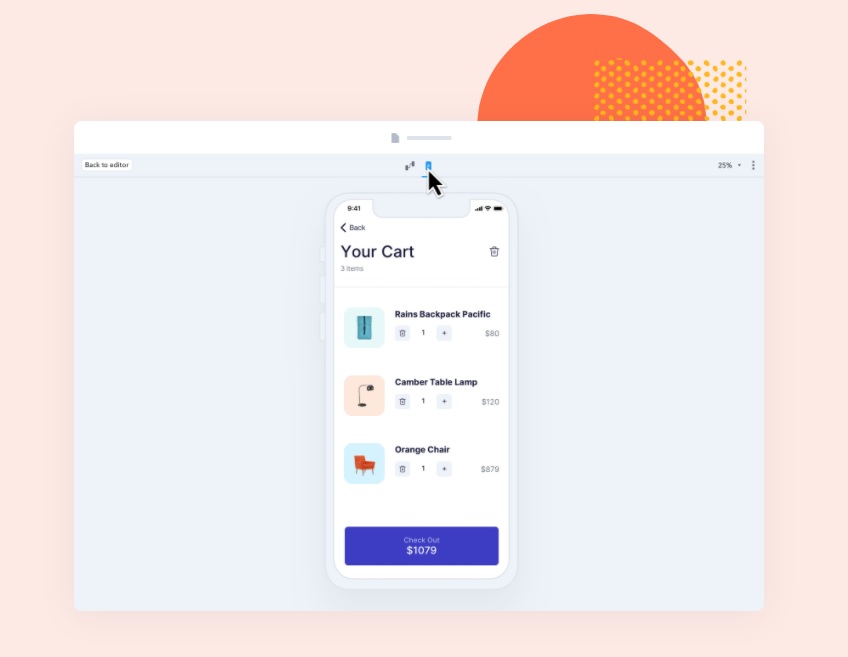 Back to editor
25%
9:41
Back
Your Cart
3 items
Rains Backpack Pacific
1 + $80
Camber Table Lamp
1 + $120
Orange Chair
1 + $879
Check Out
$1079